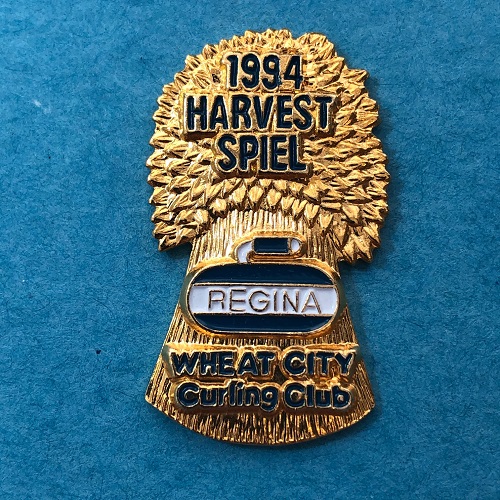 1994
HARVEST
SPIEL
REGINA
WHEAT CITY
Curling Club